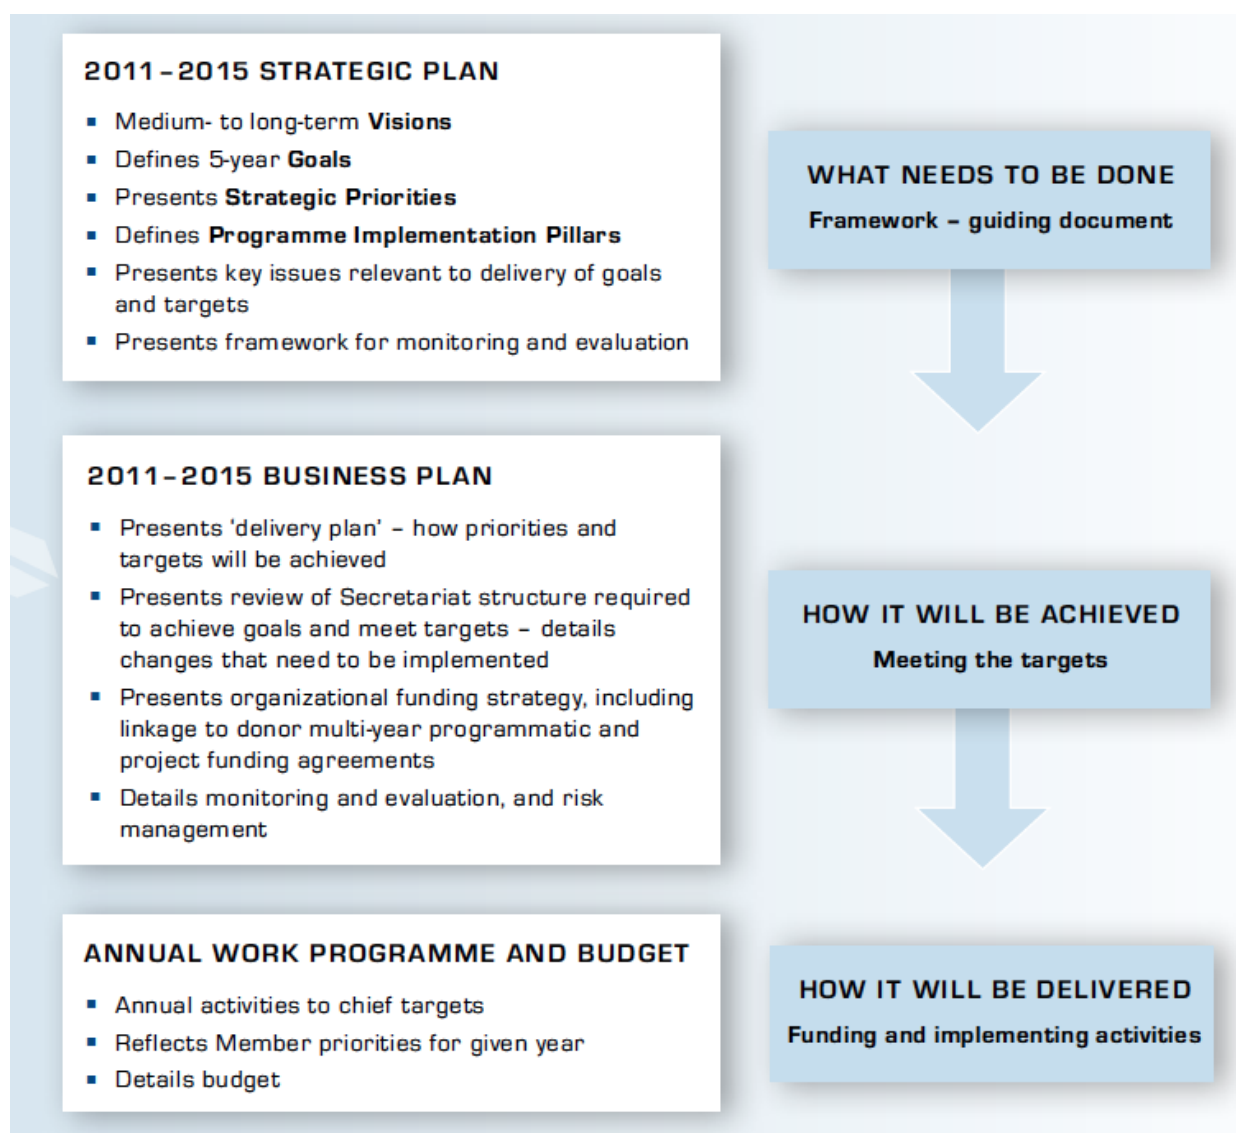 2011–2015 STRATEGIC PLAN
▪ Medium- to long-term Visions
▪ Defines 5-year Goals
▪ Presents Strategic Priorities
▪ Defines Programme Implementation Pillars
▪ Presents key issues relevant to delivery of goals
and targets
▪ Presents framework for monitoring and evaluation
WHAT NEEDS TO BE DONE
Framework – guiding document
2011–2015 BUSINESS PLAN
▪ Presents ‘delivery plan’ – how priorities and
targets will be achieved
▪ Presents review of Secretariat structure required
to achieve goals and meet targets – details
changes that need to be implemented
▪ Presents organizational funding strategy, including
linkage to donor multi-year programmatic and
project funding agreements
▪ Details monitoring and evaluation, and risk
management
HOW IT WILL BE ACHIEVED
Meeting the targets
ANNUAL WORK PROGRAMME AND BUDGET
▪ Annual activities to chief targets
▪ Reflects Member priorities for given year
▪ Details budget
HOW IT WILL BE DELIVERED
Funding and implementing activities